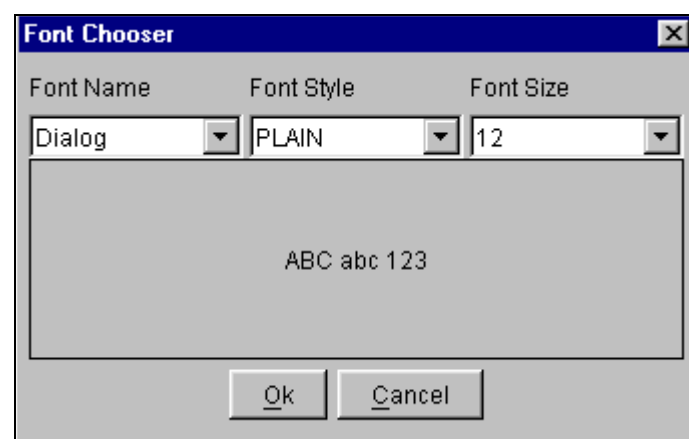 Font Chooser
Font Name Font Style Font Size
Dialog PLAIN 12
ABC abc 123
Ok Cancel